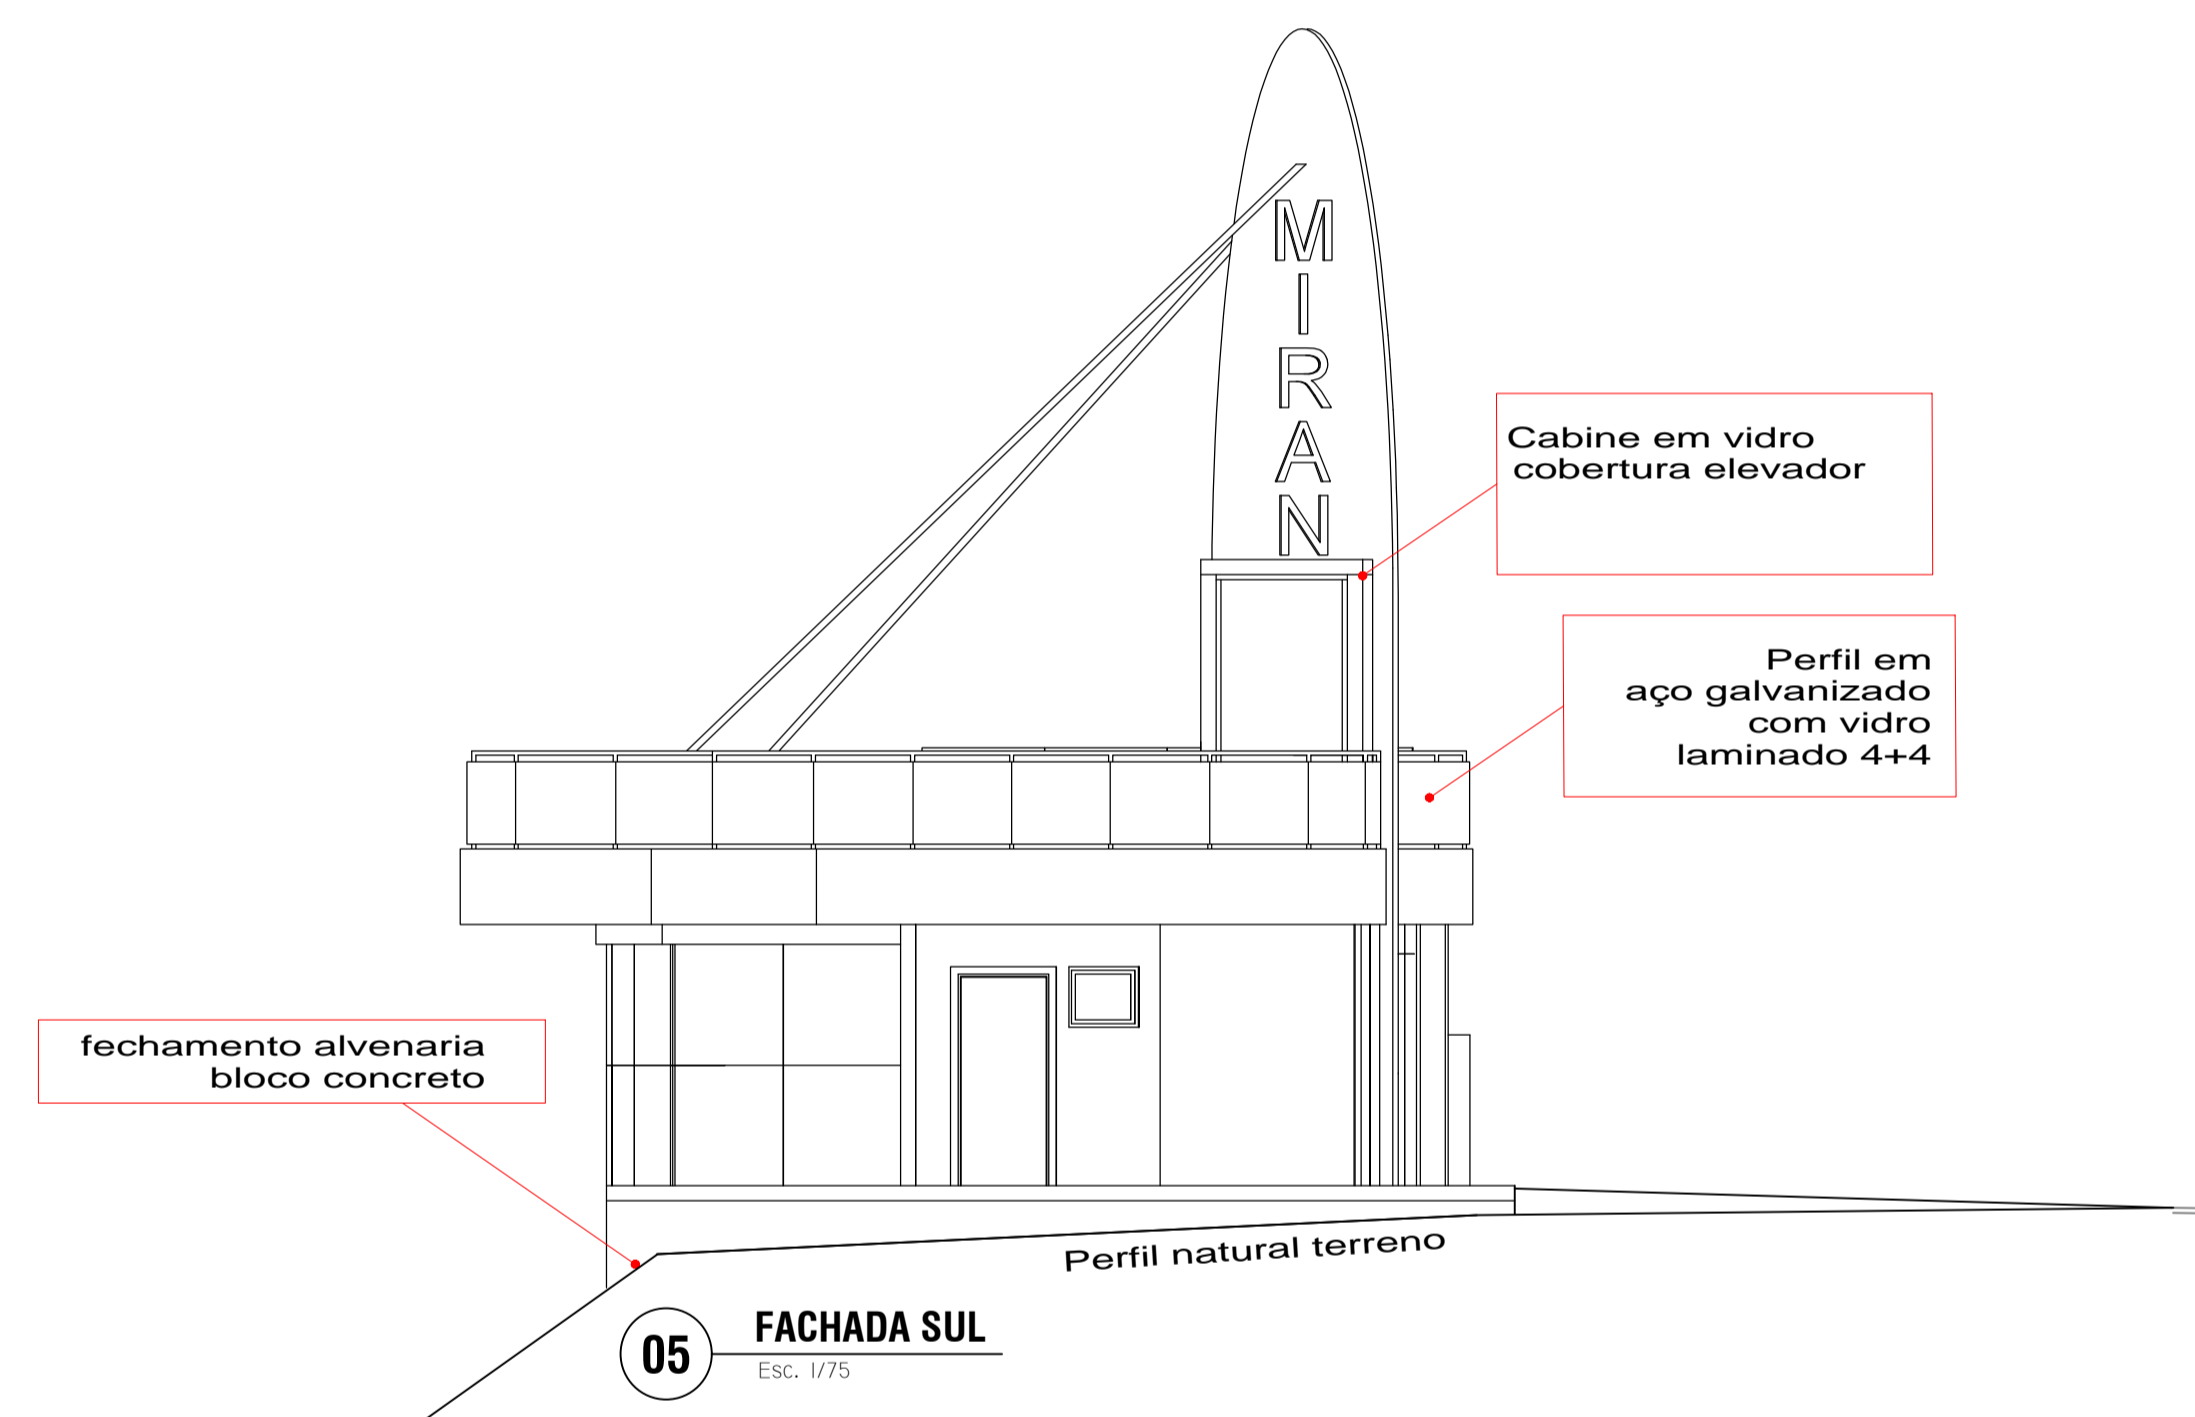 M
I
R
A
N
Cabine em vidro
cobertura elevador
Perfil em
aço galvanizado
com vidro
laminado 4+4
fechamento alvenaria
bloco concreto
Perfil natural terreno
05
FACHADA SUL
Esc. 1/75